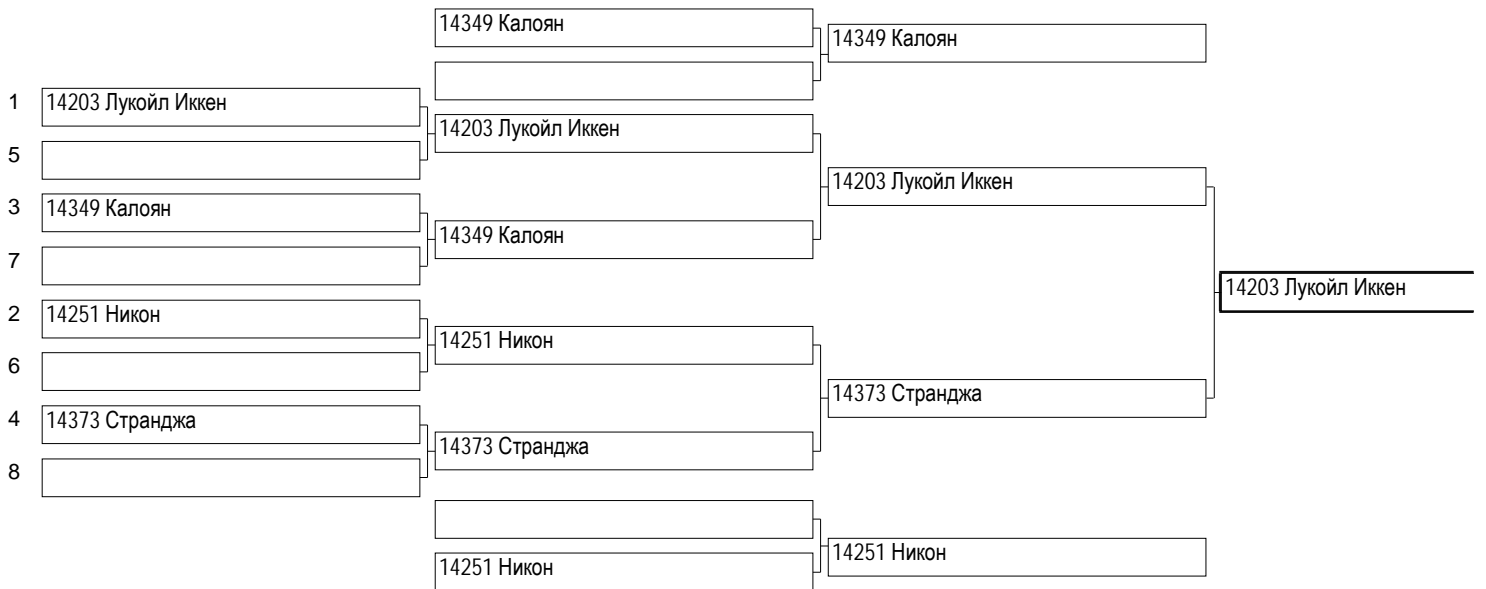 14349 Калоян
14349 Калоян
1 14203 Лукойл Иккен
14203 Лукойл Иккен
5
14203 Лукойл Иккен
3 14349 Калоян
14349 Калоян
7
14203 Лукойл Иккен
2 14251 Никон
14251 Никон
6
14373 Странджа
4 14373 Странджа
14373 Странджа
8
14251 Никон
14251 Никон